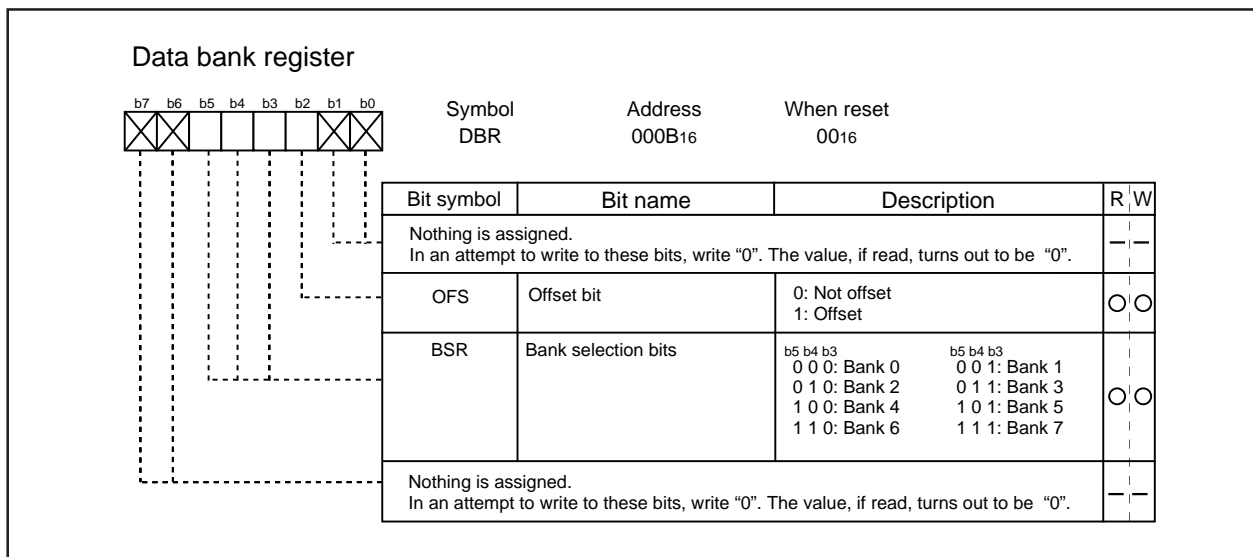 Data bank register
b7 b6 b5 b4 b3 b2 b1 b0
Symbol Address When reset
DBR 000B16 0016
Bit symbol Bit name Description R W
Nothing is assigned.
In an attempt to write to these bits, write “0”. The value, if read, turns out to be “0”.
OFS Offset bit 0: Not offset
1: Offset
BSR Bank selection bits b5 b4 b3 b5 b4 b3
0 0 0: Bank 0 0 0 1: Bank 1
0 1 0: Bank 2 0 1 1: Bank 3
1 0 0: Bank 4 1 0 1: Bank 5
1 1 0: Bank 6 1 1 1: Bank 7
Nothing is assigned.
In an attempt to write to these bits, write “0”. The value, if read, turns out to be “0”.